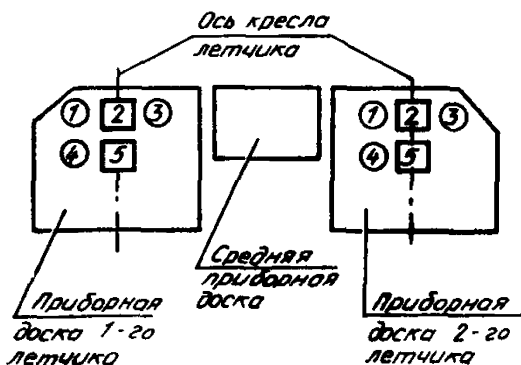 Ось кресла
летчика
1 2 3
1 2 3
4 5
4 5
Средняя
приборная
доска
Приборная
доска 1-го
летчика
Приборная
доска 2-го
летчика